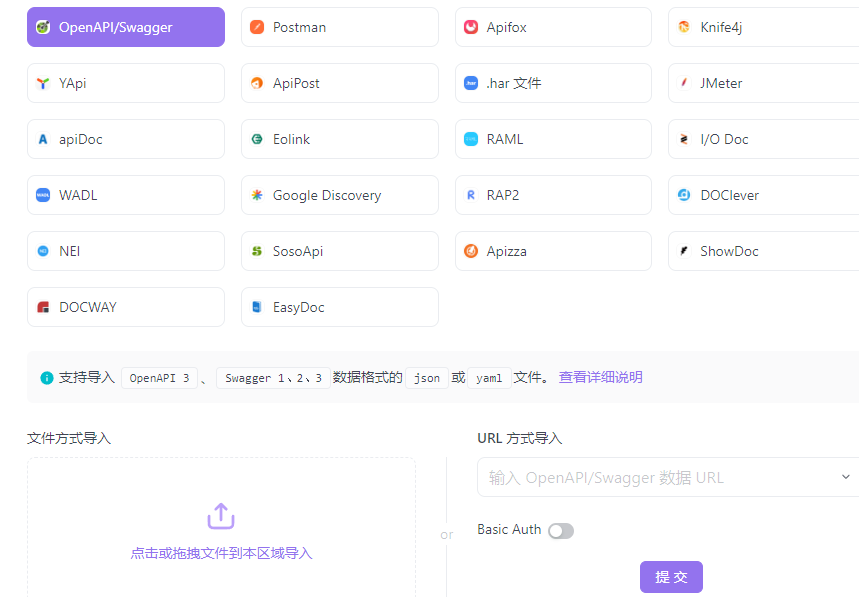 OpenAPI/Swagger Postman Apifox Knife4j
YApi ApiPost .har 文件 JMeter
apiDoc Eolink RAML I/O Doc
WADL Google Discovery RAP2 DOClever
NEI SosoApi Apizza ShowDoc
DOCWAY EasyDoc
支持导入 OpenAPI 3 、 Swagger 1、2、3 数据格式的 json 或 yaml 文件。 查看详细说明
文件方式导入
点击或拖拽文件到本区域导入
or
URL 方式导入
输入 OpenAPI/Swagger 数据 URL
Basic Auth
提 交